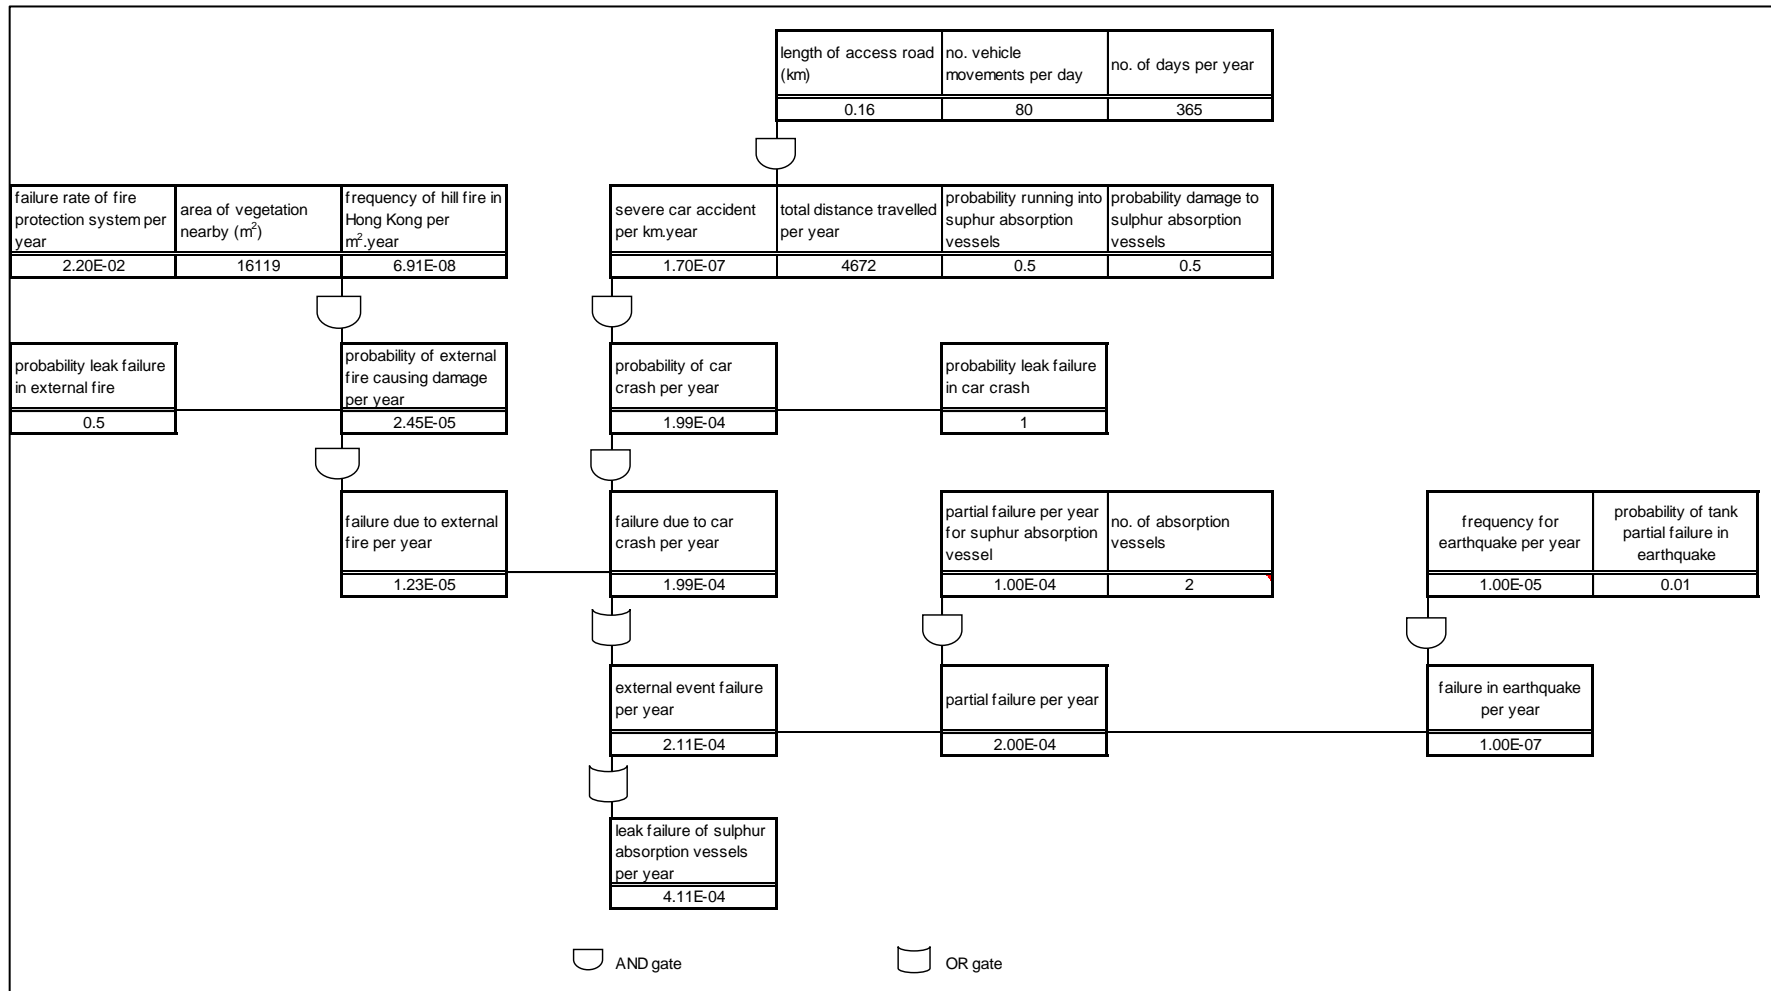 length of access road
(km)
no. vehicle
movements per day
no. of days per year
0.16
80
365
failure rate of fire
protection system per
year
area of vegetation
nearby (m²)
frequency of hill fire in
Hong Kong per
m².year
2.20E-02
16119
6.91E-08
severe car accident
per km.year
total distance travelled
per year
probability running into
suphur absorption
vessels
probability damage to
sulphur absorption
vessels
1.70E-07
4672
0.5
0.5
probability leak failure
in external fire
0.5
probability of external
fire causing damage
per year
2.45E-05
probability of car
crash per year
1.99E-04
probability leak failure
in car crash
1
failure due to external
fire per year
1.23E-05
failure due to car
crash per year
1.99E-04
partial failure per year
for suphur absorption
vessel
no. of absorption
vessels
1.00E-04
2
frequency for
earthquake per year
probability of tank
partial failure in
earthquake
1.00E-05
0.01
external event failure
per year
2.11E-04
partial failure per year
2.00E-04
failure in earthquake
per year
1.00E-07
leak failure of sulphur
absorption vessels
per year
4.11E-04
AND gate
OR gate